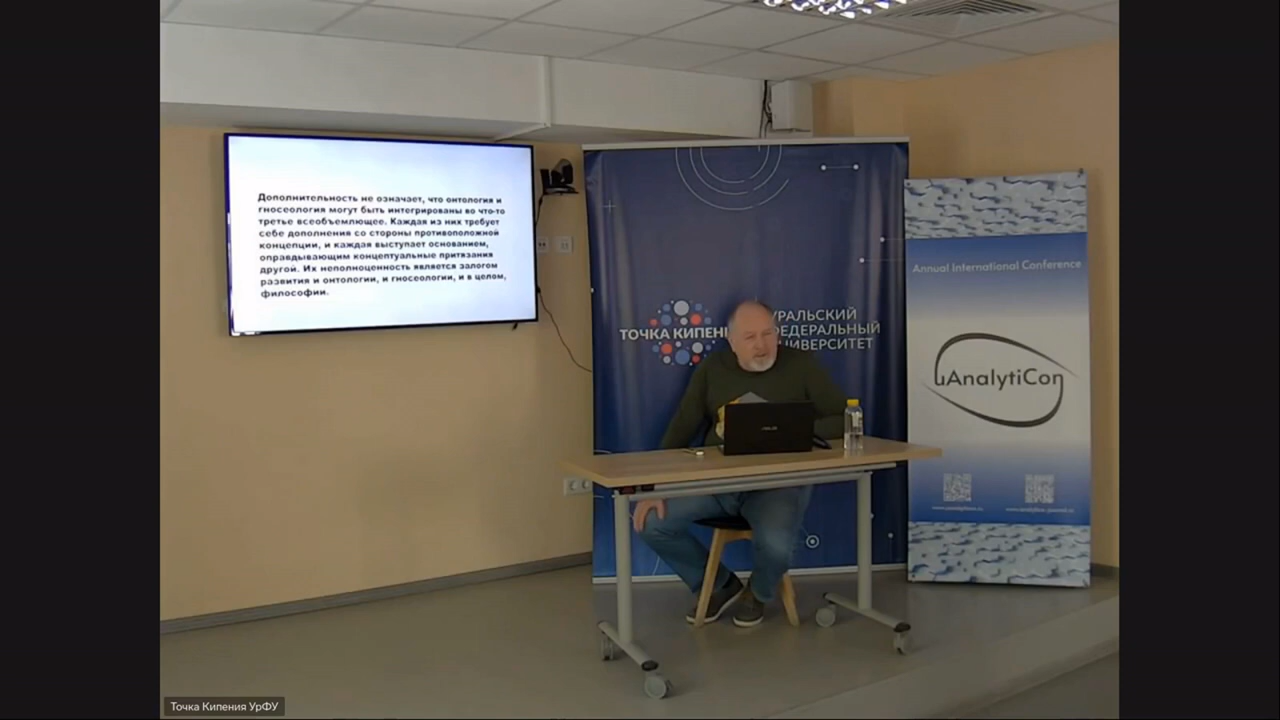 Дополнительность не означает, что онтология и
гносеология могут быть интегрированы во что-то
третье всеобъемлющее. Каждая из них требует
себе дополнения со стороны противоположной
концепции, и каждая выступает основанием,
оправдывающим концептуальные притязания
другой. Их неполноценность является залогом
развития и онтологии, и гносеологии, и в целом,
философии.
ТОЧКА КИПЕНИ
УРАЛЬСКИЙ
ФЕДЕРАЛЬНЫЙ
УНИВЕРСИТЕТ
Annual International Conference
uAnalytiCon
Точка Кипения УрФУ